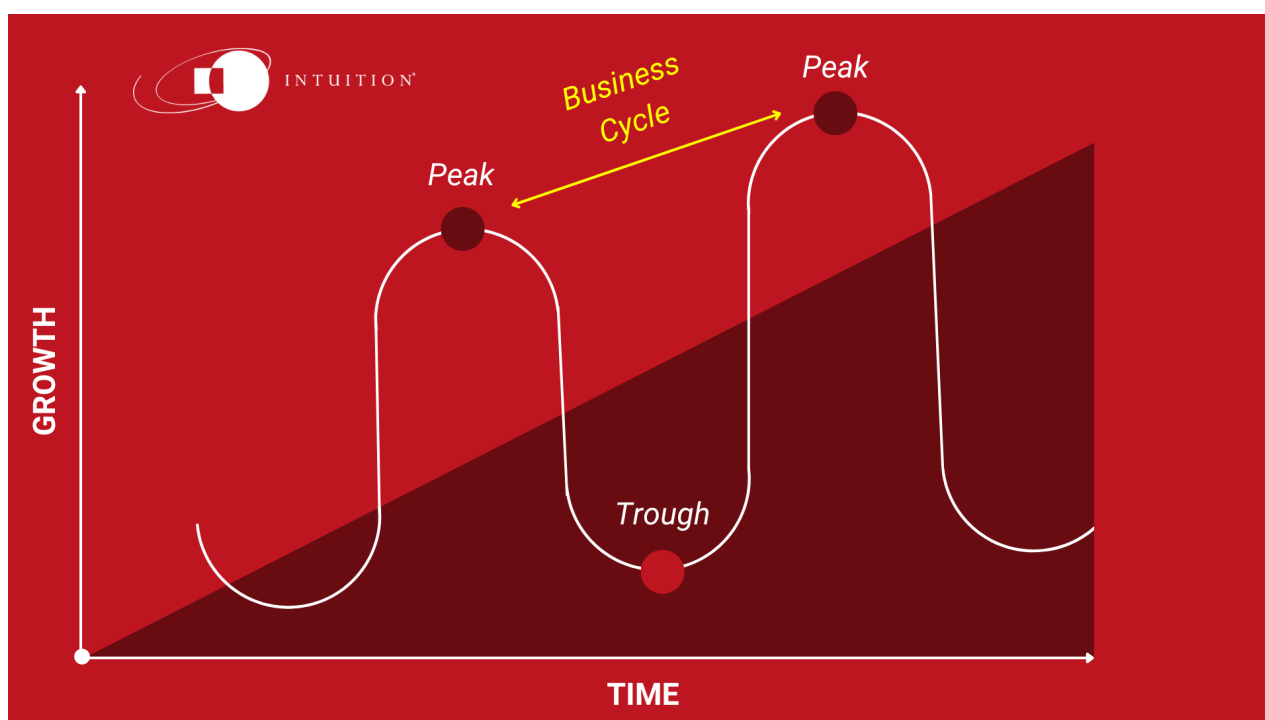 INTUITION®
Business
Cycle
Peak
Peak
Trough
GROWTH
TIME